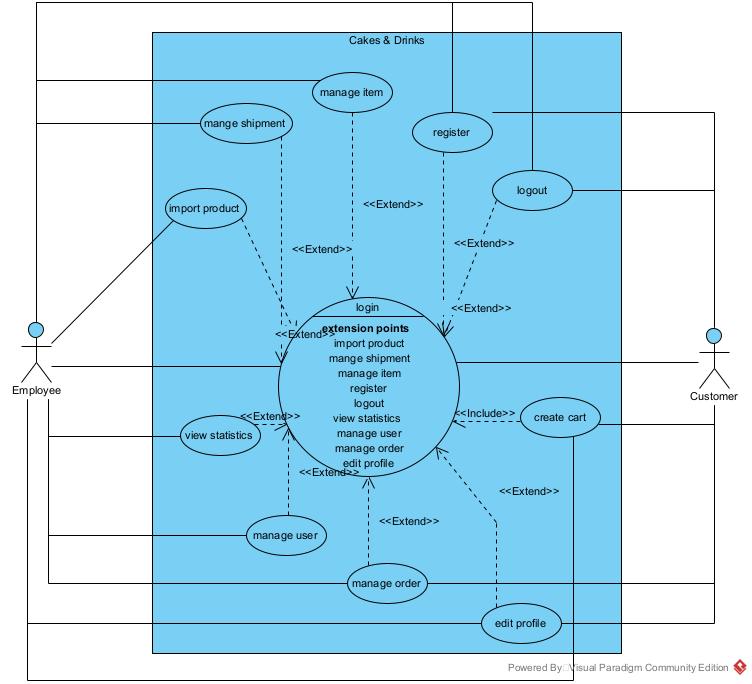 Cakes & Drinks
manage item
mange shipment
register
logout
import product
<<Extend>>
<<Extend>>
<<Extend>>
<<Extend>>
<<Extend>>
login
extension points
import product
mange shipment
manage item
register
logout
view statistics
manage user
manage order
edit profile
Employee
Customer
<<Extend>>
<<Include>>
create cart
view statistics
<<Extend>>
<<Extend>>
<<Extend>>
manage user
manage order
edit profile
Powered By Visual Paradigm Community Edition